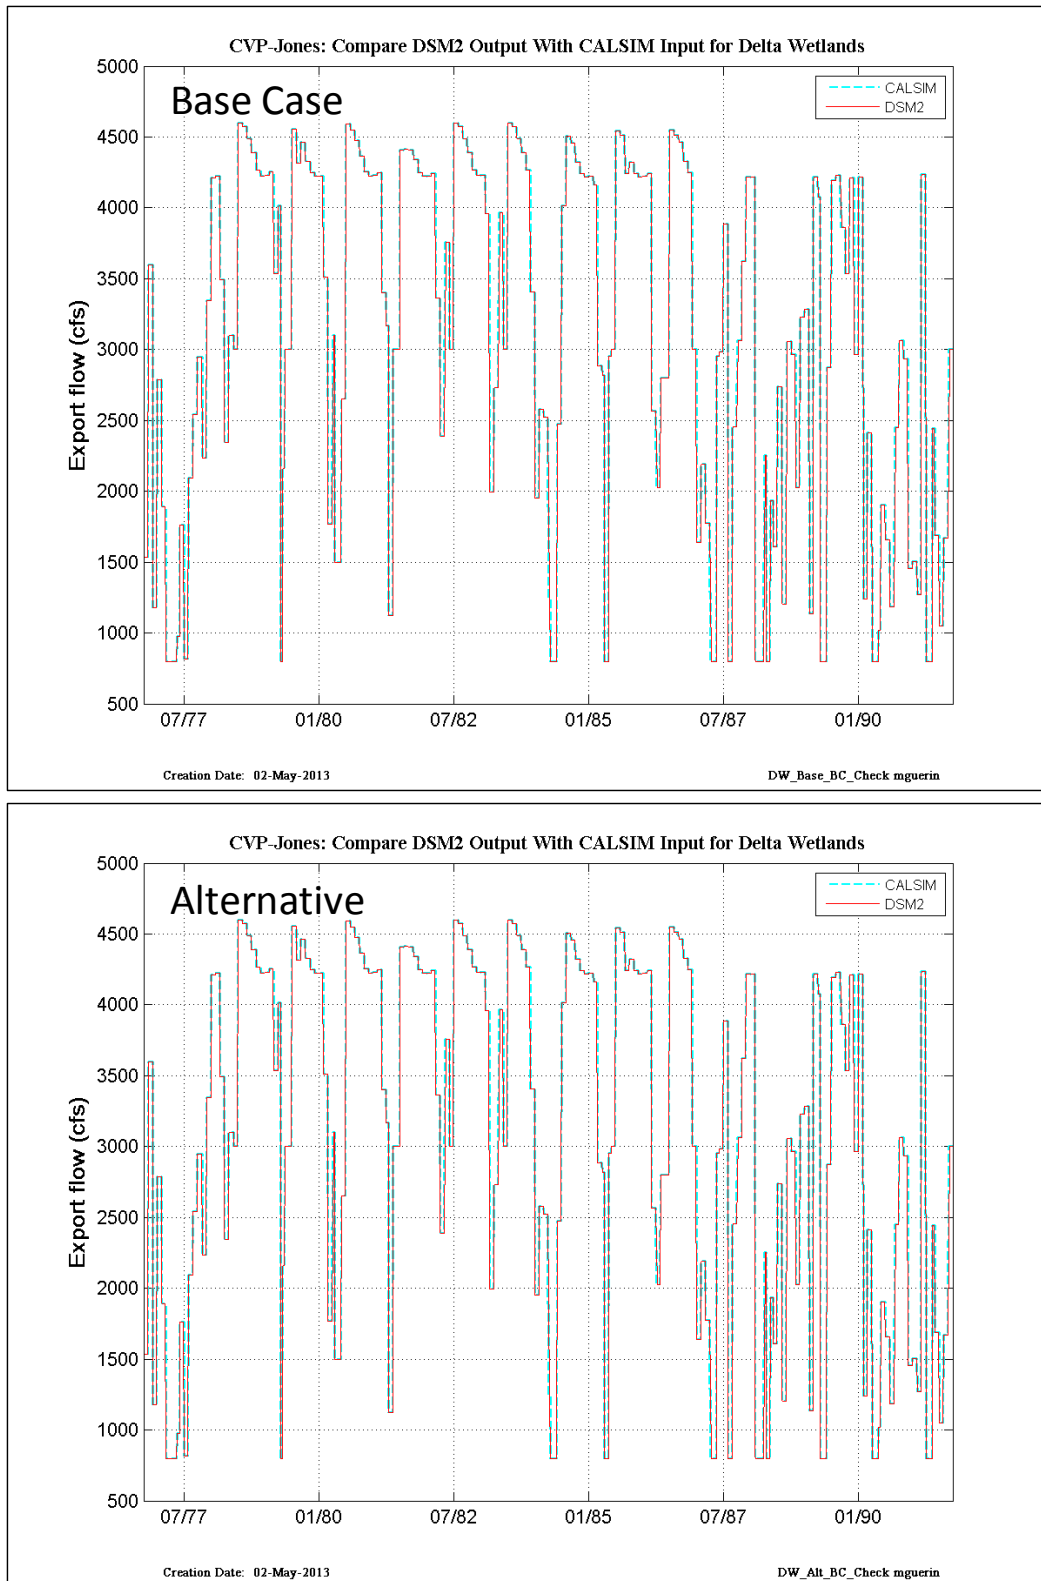 CVP-Jones: Compare DSM2 Output With CALSIM Input for Delta Wetlands
Base Case
CALSIM
DSM2
Export flow (cfs)
5000
4500
4000
3500
3000
2500
2000
1500
1000
500
07/77 01/80 07/82 01/85 07/87 01/90
Creation Date: 02-May-2013 DW_Base_BC_Check mguerin
CVP-Jones: Compare DSM2 Output With CALSIM Input for Delta Wetlands
Alternative
CALSIM
DSM2
Export flow (cfs)
5000
4500
4000
3500
3000
2500
2000
1500
1000
500
07/77 01/80 07/82 01/85 07/87 01/90
Creation Date: 02-May-2013 DW_Alt_BC_Check mguerin